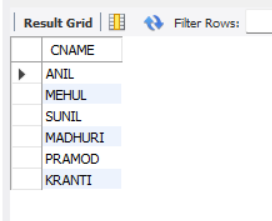 Result Grid Filter Rows:
CNAME
ANIL
MEHUL
SUNIL
MADHURI
PRAMOD
KRANTI